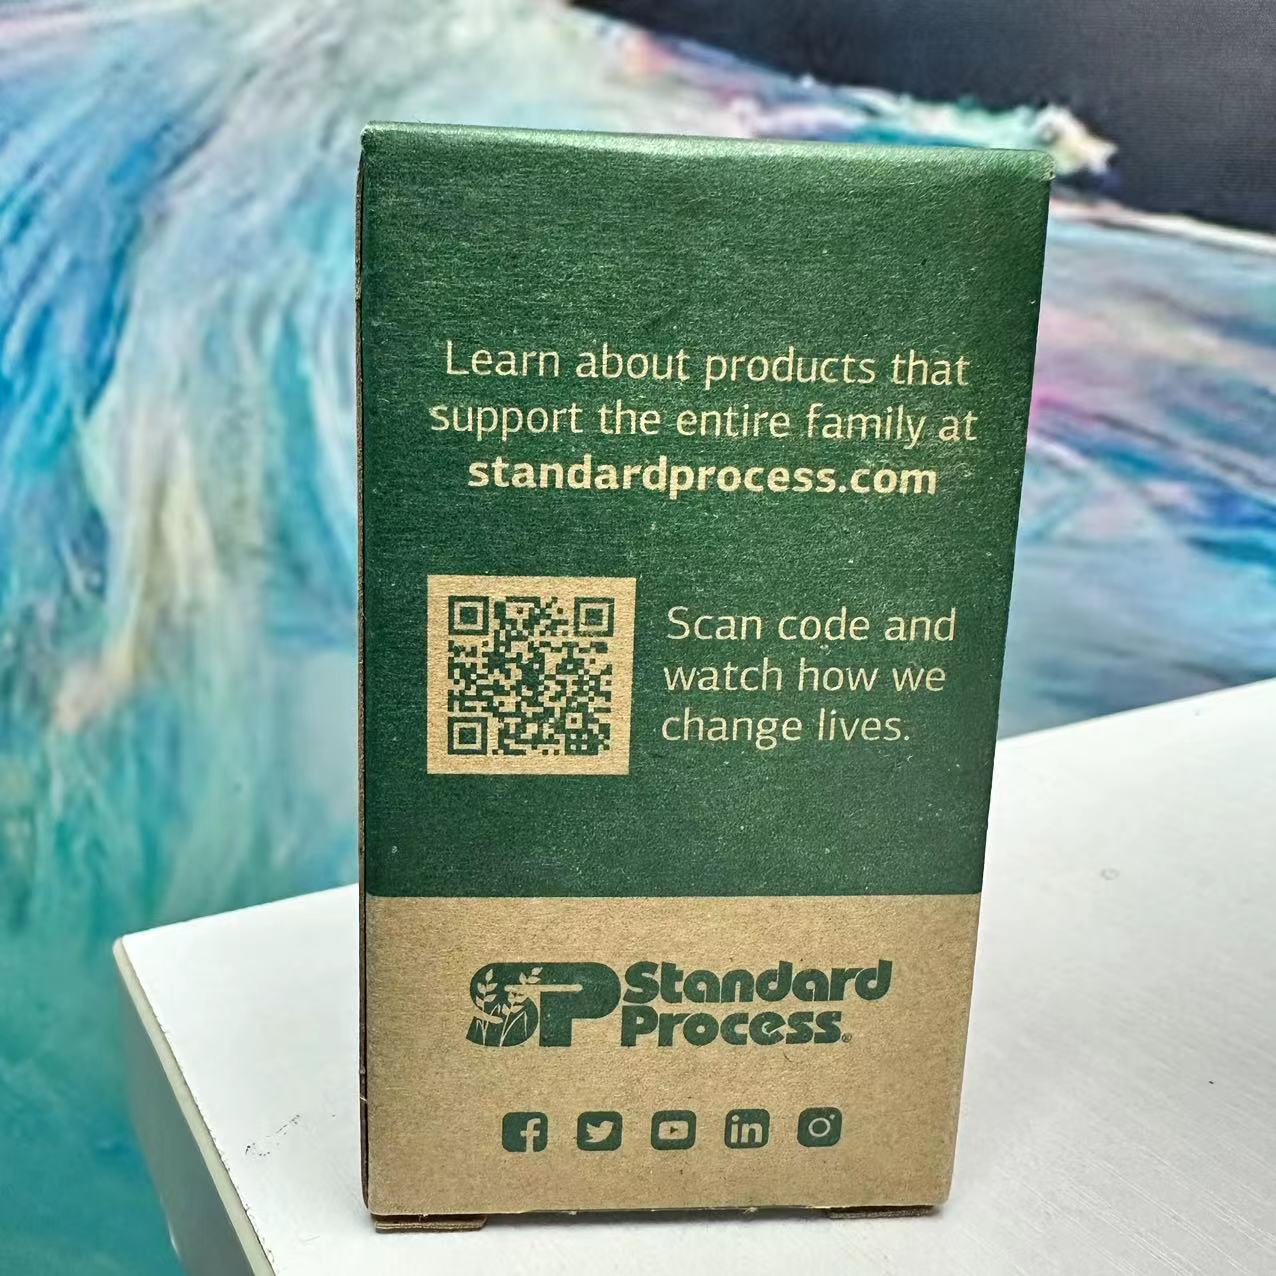 Learn about products that
support the entire family at
standardprocess.com
Scan code and
watch how we
change lives.
SP Standard
Process®